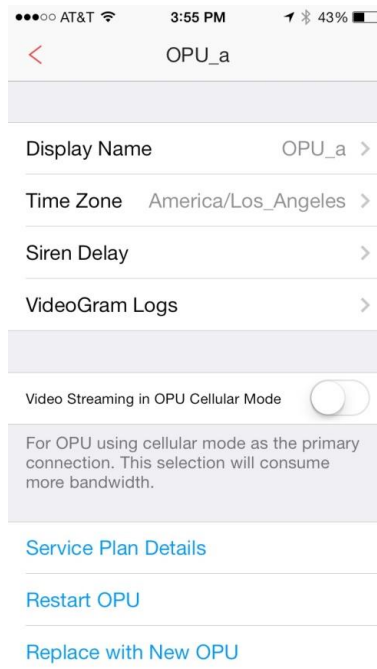 AT&T 3:55 PM 43%
OPU_a
Display Name OPU_a
Time Zone America/Los_Angeles
Siren Delay
VideoGram Logs
Video Streaming in OPU Cellular Mode
For OPU using cellular mode as the primary
connection. This selection will consume
more bandwidth.
Service Plan Details
Restart OPU
Replace with New OPU